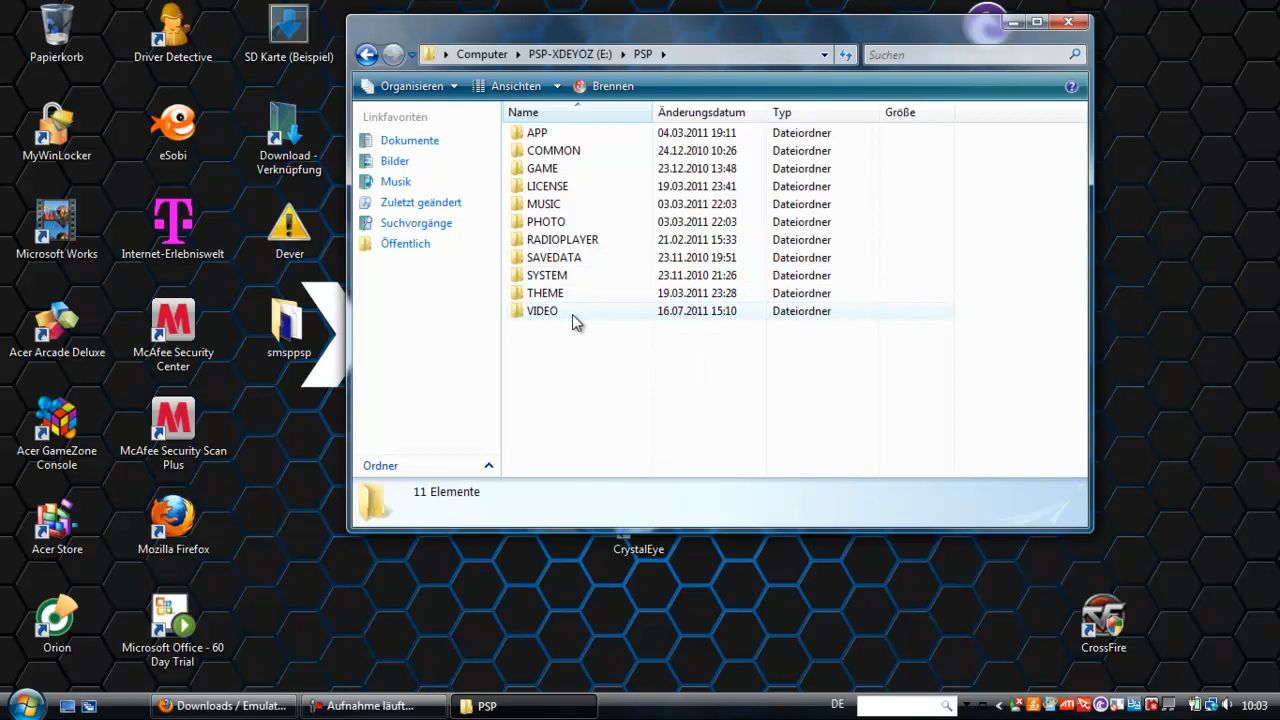 Papierkorb
Driver Detective
SD Karte (Beispiel)
MyWinLocker
eSobi
Download -
Verknüpfung
Microsoft Works
Internet-Erlebniswelt
Dever
Acer Arcade Deluxe
McAfee Security
Center
smsppsp
Acer GameZone
Console
McAfee Security Scan
Plus
Acer Store
Mozilla Firefox
Orion
Microsoft Office - 60
Day Trial
Computer PSP-XDEYOZ (E:) PSP
Suchen
Organisieren Ansichten Brennen
Linkfavoriten
Dokumente
Bilder
Musik
Zuletzt geändert
Suchvorgänge
Öffentlich
Ordner
Name Änderungsdatum Typ Größe
APP 04.03.2011 19:11 Dateiordner
COMMON 24.12.2010 10:26 Dateiordner
GAME 23.12.2010 13:48 Dateiordner
LICENSE 19.03.2011 23:41 Dateiordner
MUSIC 03.03.2011 22:03 Dateiordner
PHOTO 03.03.2011 22:03 Dateiordner
RADIOPLAYER 21.02.2011 15:33 Dateiordner
SAVEDATA 23.11.2010 19:51 Dateiordner
SYSTEM 23.11.2010 21:26 Dateiordner
THEME 19.03.2011 23:28 Dateiordner
VIDEO 16.07.2011 15:10 Dateiordner
11 Elemente
CrystalEye
CrossFire
Downloads / Emulat...
Aufnahme läuft...
PSP
DE
ATI
10:03